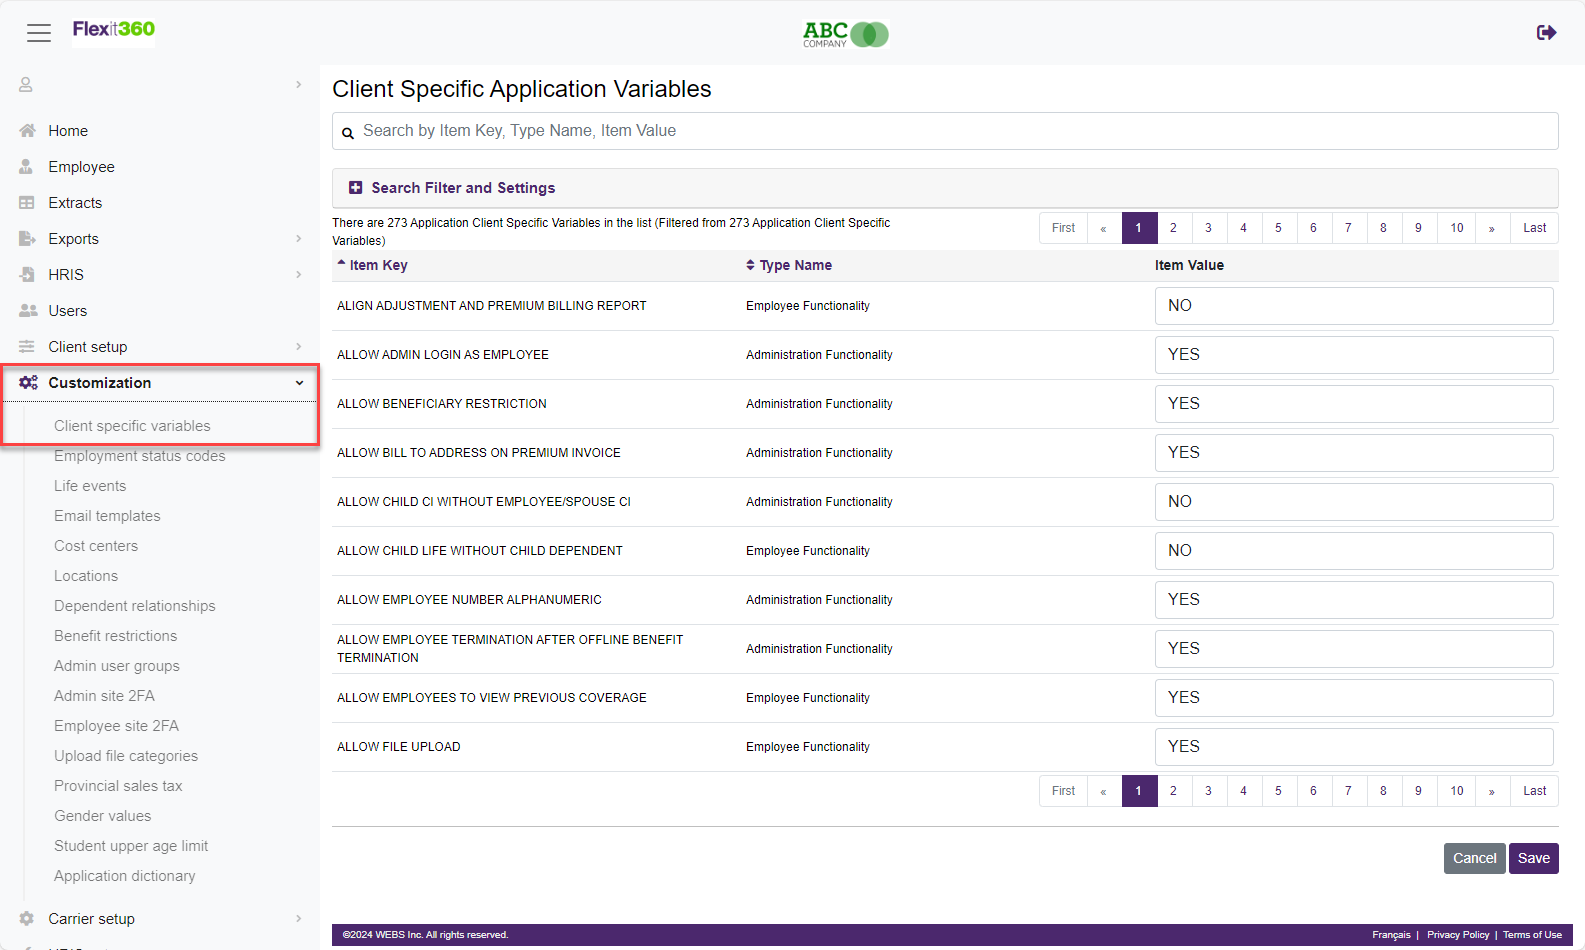 Flexit360
ABC
COMPANY
Home
Employee
Extracts
Exports
HRIS
Users
Client setup
Customization
Client specific variables
Employment status codes
Life events
Email templates
Cost centers
Locations
Dependent relationships
Benefit restrictions
Admin user groups
Admin site 2FA
Employee site 2FA
Upload file categories
Provincial sales tax
Gender values
Student upper age limit
Application dictionary
Carrier setup
Client Specific Application Variables
Search by Item Key, Type Name, Item Value
Search Filter and Settings
There are 273 Application Client Specific Variables in the list (Filtered from 273 Application Client Specific
Variables)
First « 1 2 3 4 5 6 7 8 9 10 » Last
Item Key Type Name Item Value
ALIGN ADJUSTMENT AND PREMIUM BILLING REPORT Employee Functionality NO
ALLOW ADMIN LOGIN AS EMPLOYEE Administration Functionality YES
ALLOW BENEFICIARY RESTRICTION Administration Functionality YES
ALLOW BILL TO ADDRESS ON PREMIUM INVOICE Administration Functionality YES
ALLOW CHILD CI WITHOUT EMPLOYEE/SPOUSE CI Administration Functionality NO
ALLOW CHILD LIFE WITHOUT CHILD DEPENDENT Employee Functionality NO
ALLOW EMPLOYEE NUMBER ALPHANUMERIC Administration Functionality YES
ALLOW EMPLOYEE TERMINATION AFTER OFFLINE BENEFIT
TERMINATION Administration Functionality YES
ALLOW EMPLOYEES TO VIEW PREVIOUS COVERAGE Employee Functionality YES
ALLOW FILE UPLOAD Employee Functionality YES
First « 1 2 3 4 5 6 7 8 9 10 » Last
Cancel Save
©2024 WEBS Inc. All rights reserved. Français | Privacy Policy | Terms of Use